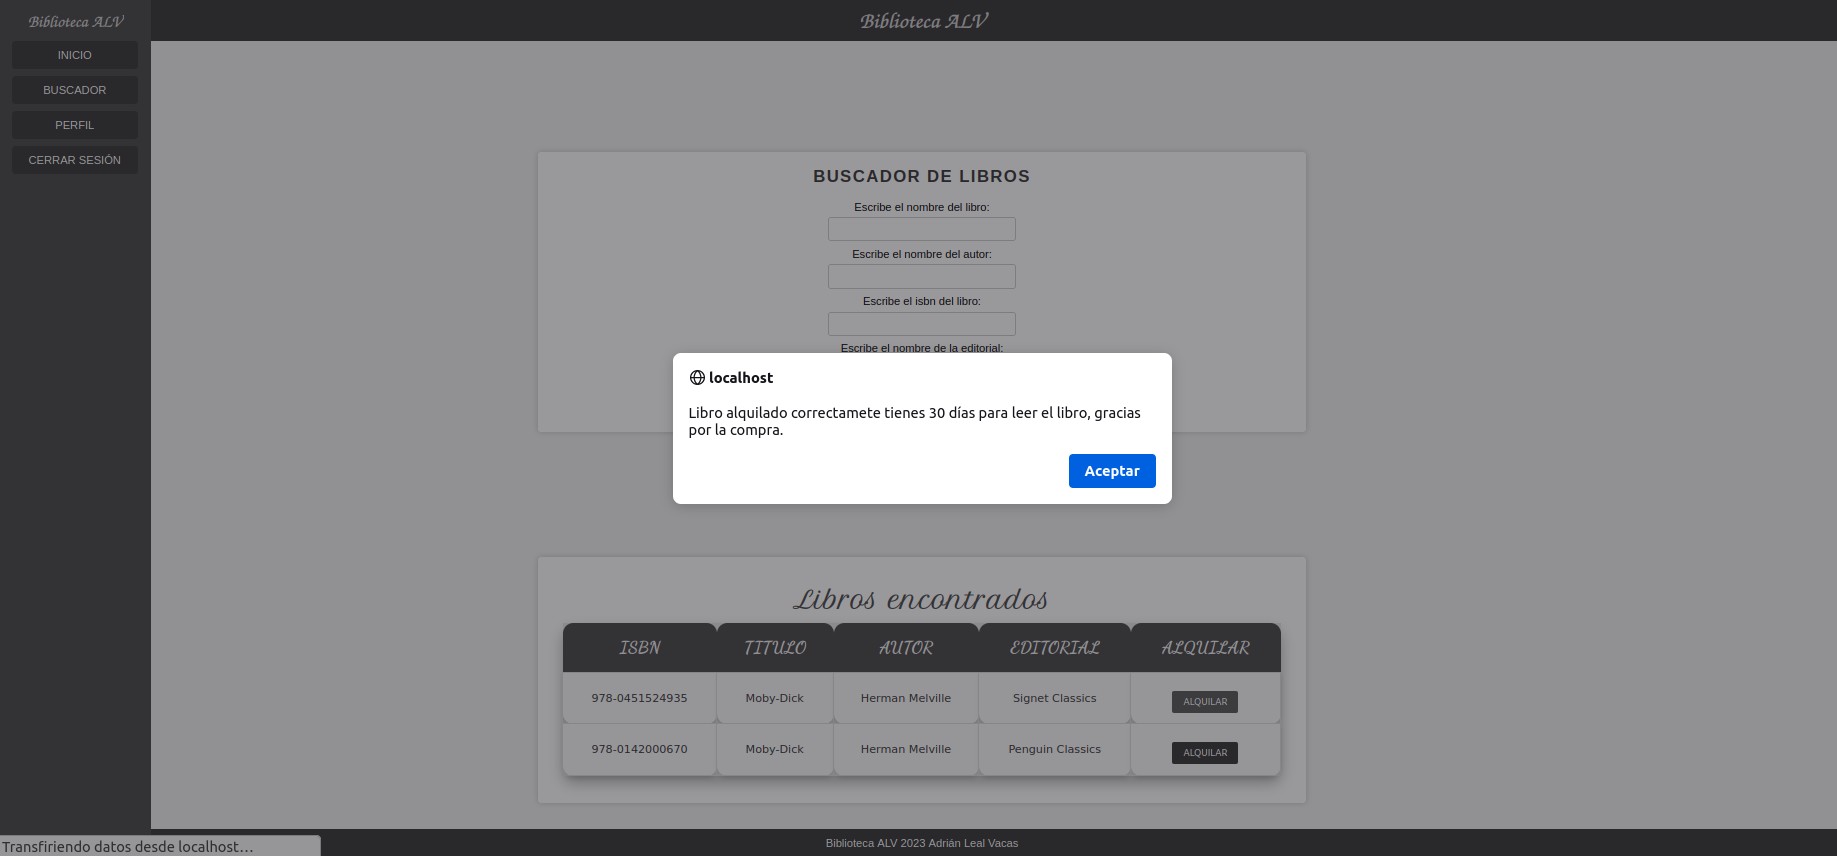 Biblioteca ALV
INICIO
BUSCADOR
PERFIL
CERRAR SESIÓN
Biblioteca ALV
BUSCADOR DE LIBROS
Escribe el nombre del libro:
Escribe el nombre del autor:
Escribe el isbn del libro:
Escribe el nombre de la editorial:
localhost
Libro alquilado correctamete tienes 30 días para leer el libro, gracias
por la compra.
Aceptar
Libros encontrados
ISBN TITULO AUTOR EDITORIAL ALQUILAR
978-0451524935 Moby-Dick Herman Melville Signet Classics ALQUILAR
978-0142000670 Moby-Dick Herman Melville Penguin Classics ALQUILAR
Transfiriendo datos desde localhost…
Biblioteca ALV 2023 Adrián Leal Vacas